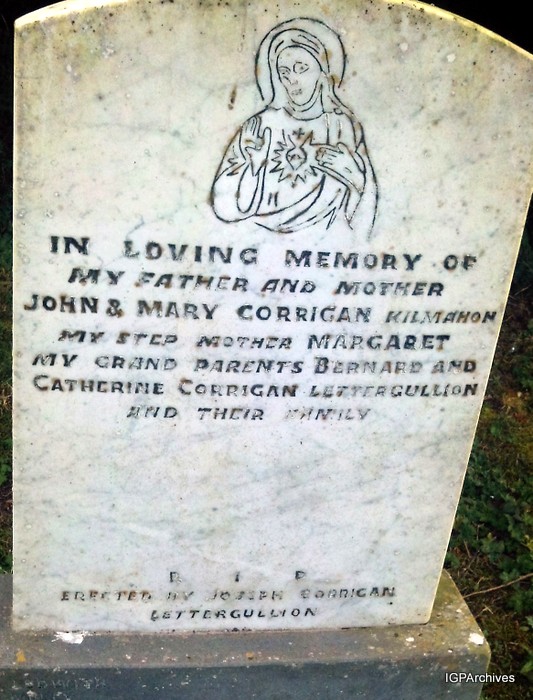 IN LOVING MEMORY OF
MY FATHER AND MOTHER
JOHN & MARY CORRIGAN KILMAHON
MY STEP MOTHER MARGARET
MY GRAND PARENTS BERNARD AND
CATHERINE CORRIGAN LETTERGULLION
AND THEIR FAMILY
R I P
ERECTED BY JOSEPH CORRIGAN
LETTERGULLION
IGPArchives